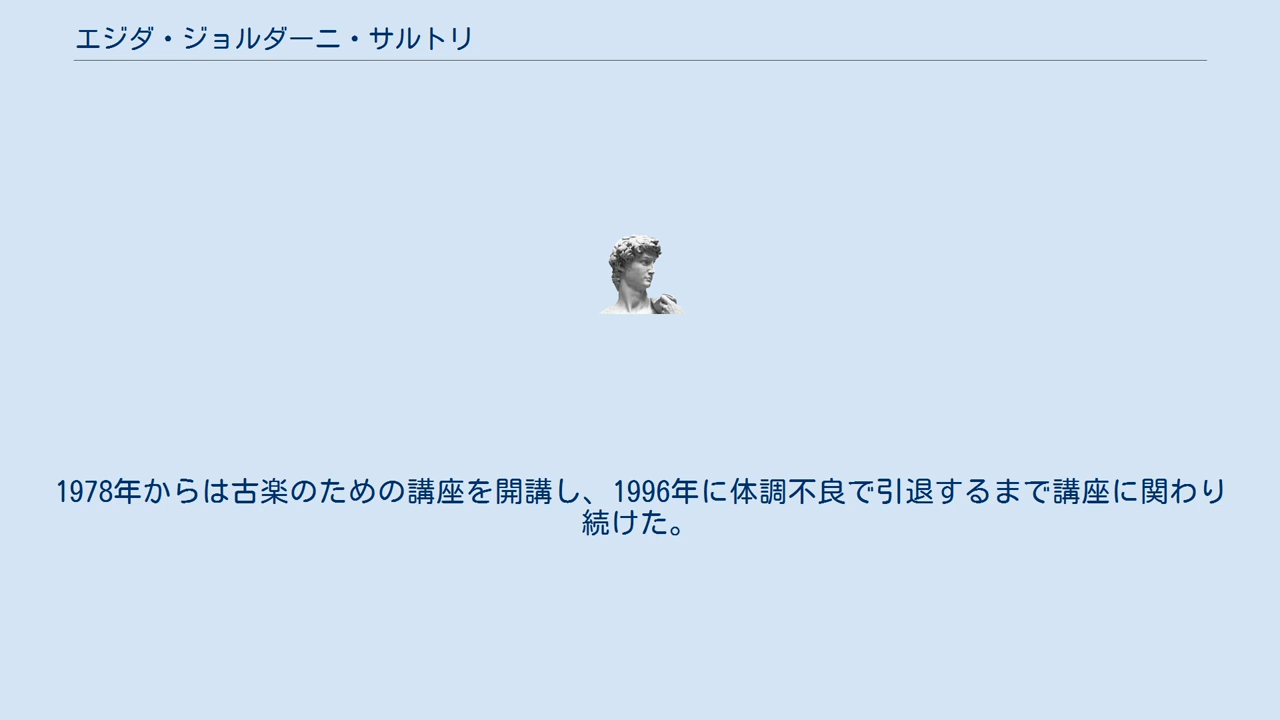 エジダ・ジョルダーニ・サルトリ
1978年からは古楽のための講座を開講し、1996年に体調不良で引退するまで講座に関わり
続けた。